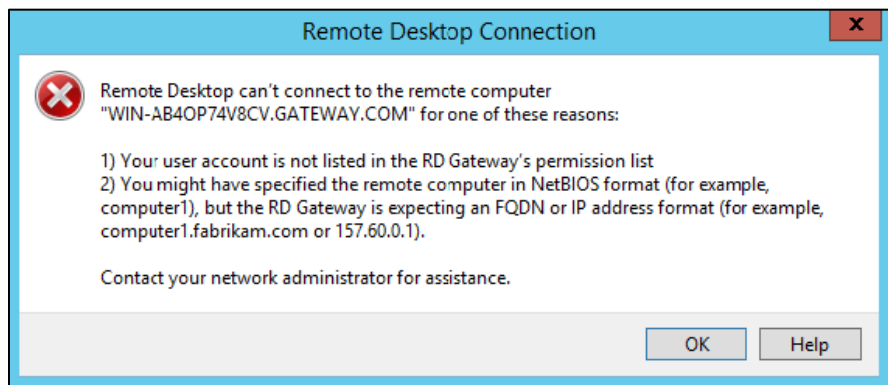 Remote Desktop Connection
x
Remote Desktop can't connect to the remote computer
"WIN-AB4OP74V8CV.GATEWAY.COM" for one of these reasons:
1) Your user account is not listed in the RD Gateway's permission list
2) You might have specified the remote computer in NetBIOS format (for example,
computer1), but the RD Gateway is expecting an FQDN or IP address format (for example,
computer1.fabrikam.com or 157.60.0.1).
Contact your network administrator for assistance.
OK
Help